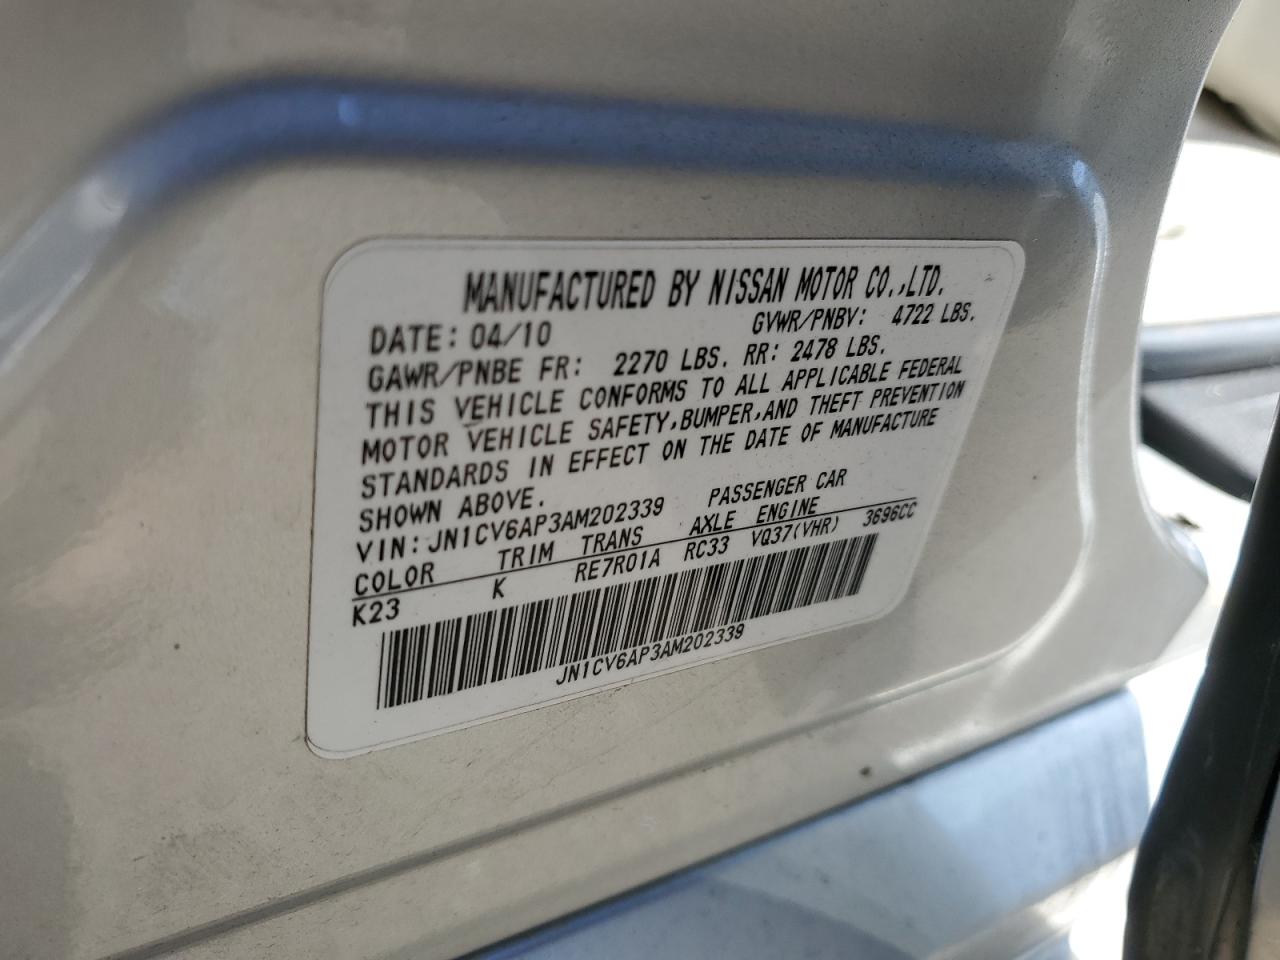 MANUFACTURED BY NISSAN MOTOR CO.,LTD.
DATE: 04/10 GVWR/PNBV: 4722 LBS.
GAWR/PNBE FR: 2270 LBS. RR: 2478 LBS.
THIS VEHICLE CONFORMS TO ALL APPLICABLE FEDERAL
MOTOR VEHICLE SAFETY,BUMPER,AND THEFT PREVENTION
STANDARDS IN EFFECT ON THE DATE OF MANUFACTURE
SHOWN ABOVE.
VIN: JN1CV6AP3AM202339 PASSENGER CAR
COLOR TRIM TRANS AXLE ENGINE
K23 K RE7R01A RC33 VQ37(VHR) 3696CC
JN1CV6AP3AM202339